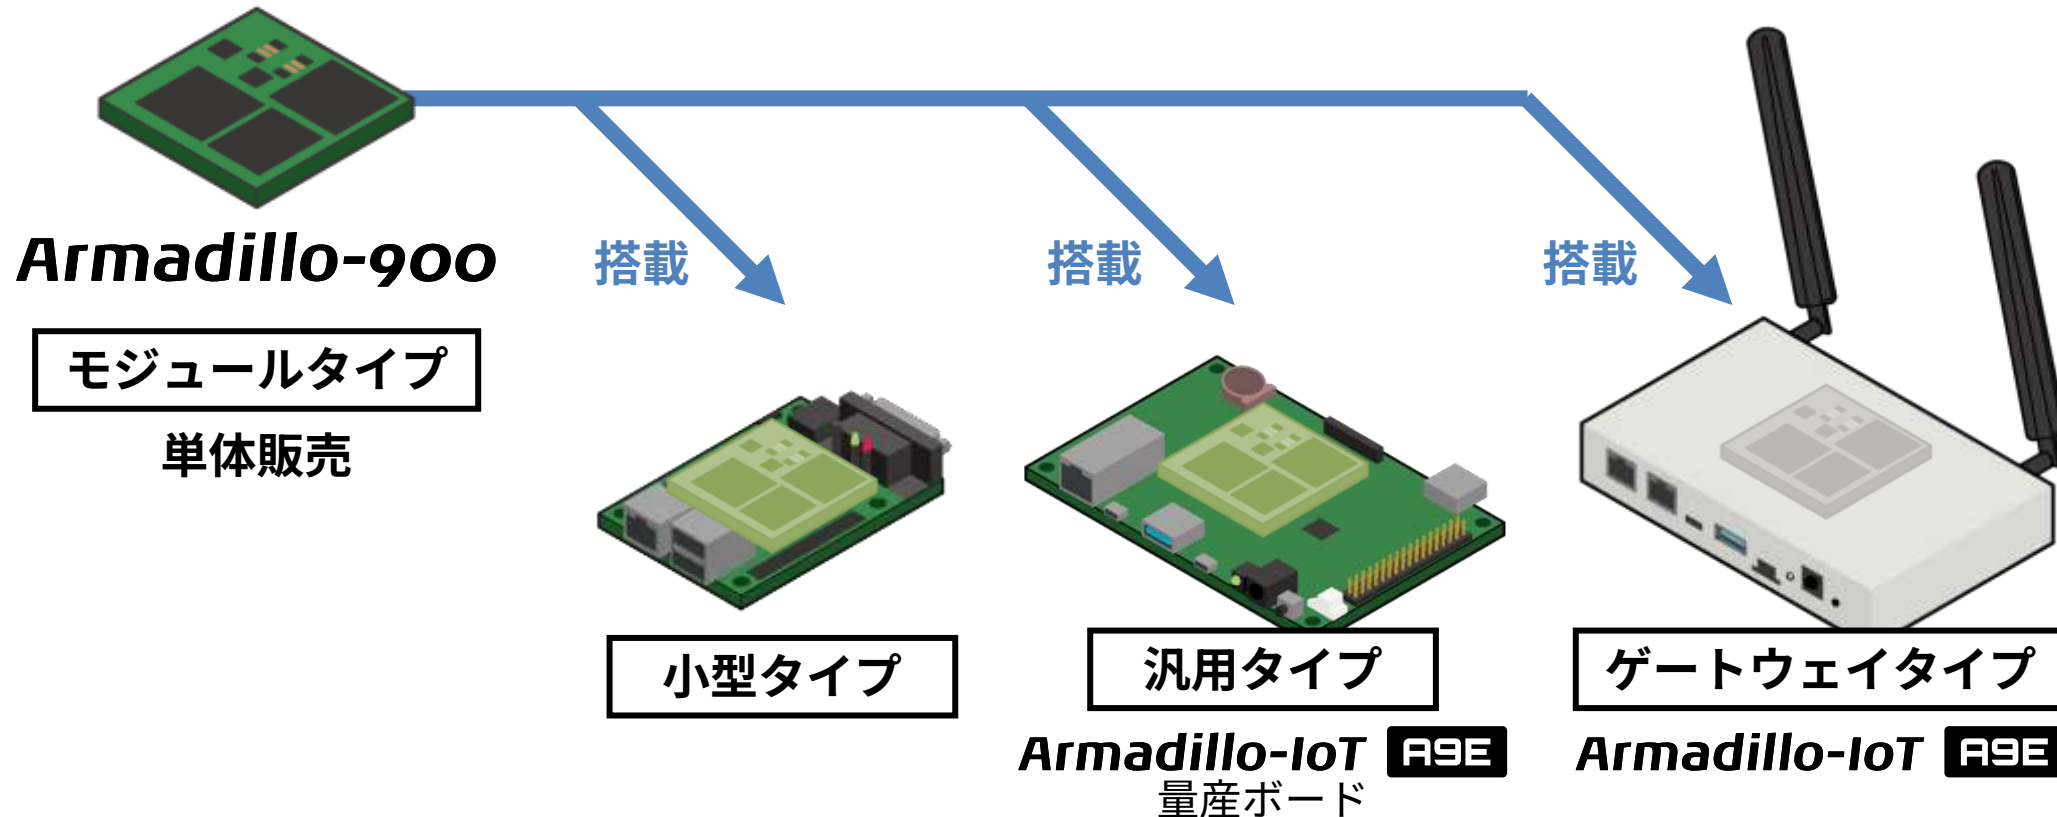 Armadillo-900
モジュールタイプ
単体販売
搭載
搭載
搭載
小型タイプ
汎用タイプ
ゲートウェイタイプ
Armadillo-IoT A9E
量産ボード
Armadillo-IoT A9E